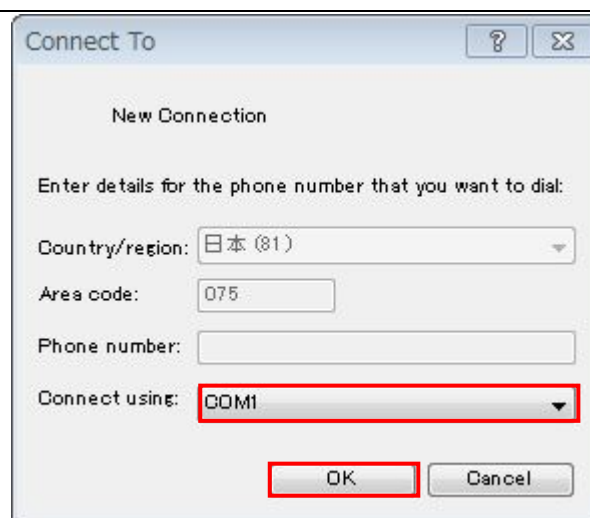 Connect To
New Connection
Enter details for the phone number that you want to dial:
Country/region: 日本 (81)
Area code: 075
Phone number:
Connect using: COM1
OK Cancel